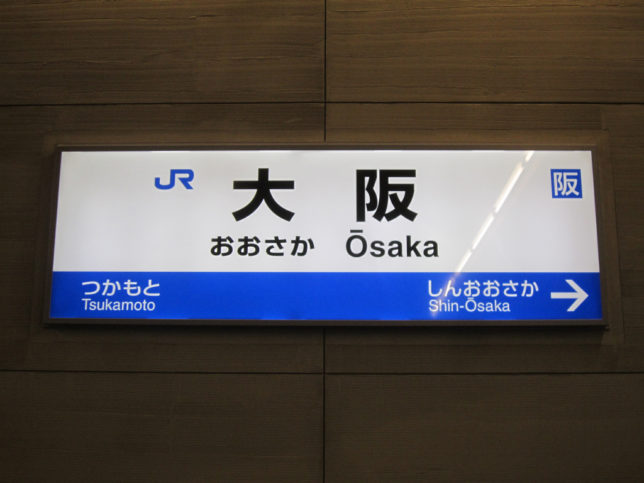 JR 大阪 阪
おおさか Ōsaka
つかもと しんおおさか →
Tsukamoto Shin-Ōsaka